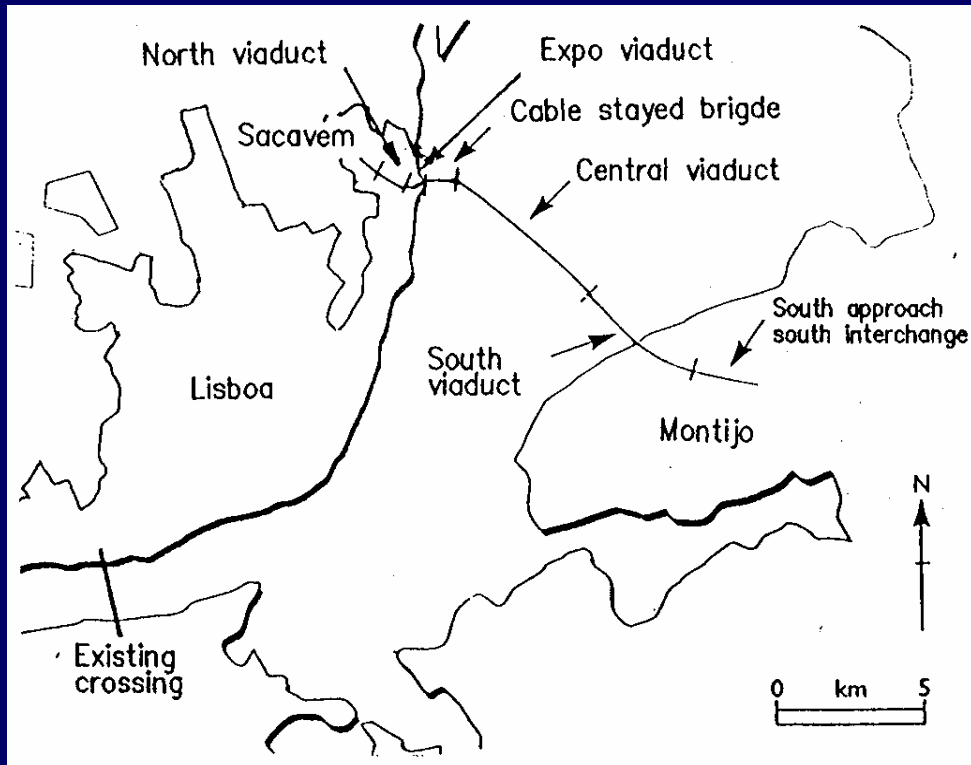 North viaduct
Expo viaduct
Sacavém
Cable stayed brigde
Central viaduct
South approach
south interchange
South
viaduct
Lisboa
Montijo
N
Existing
crossing
0 km 5